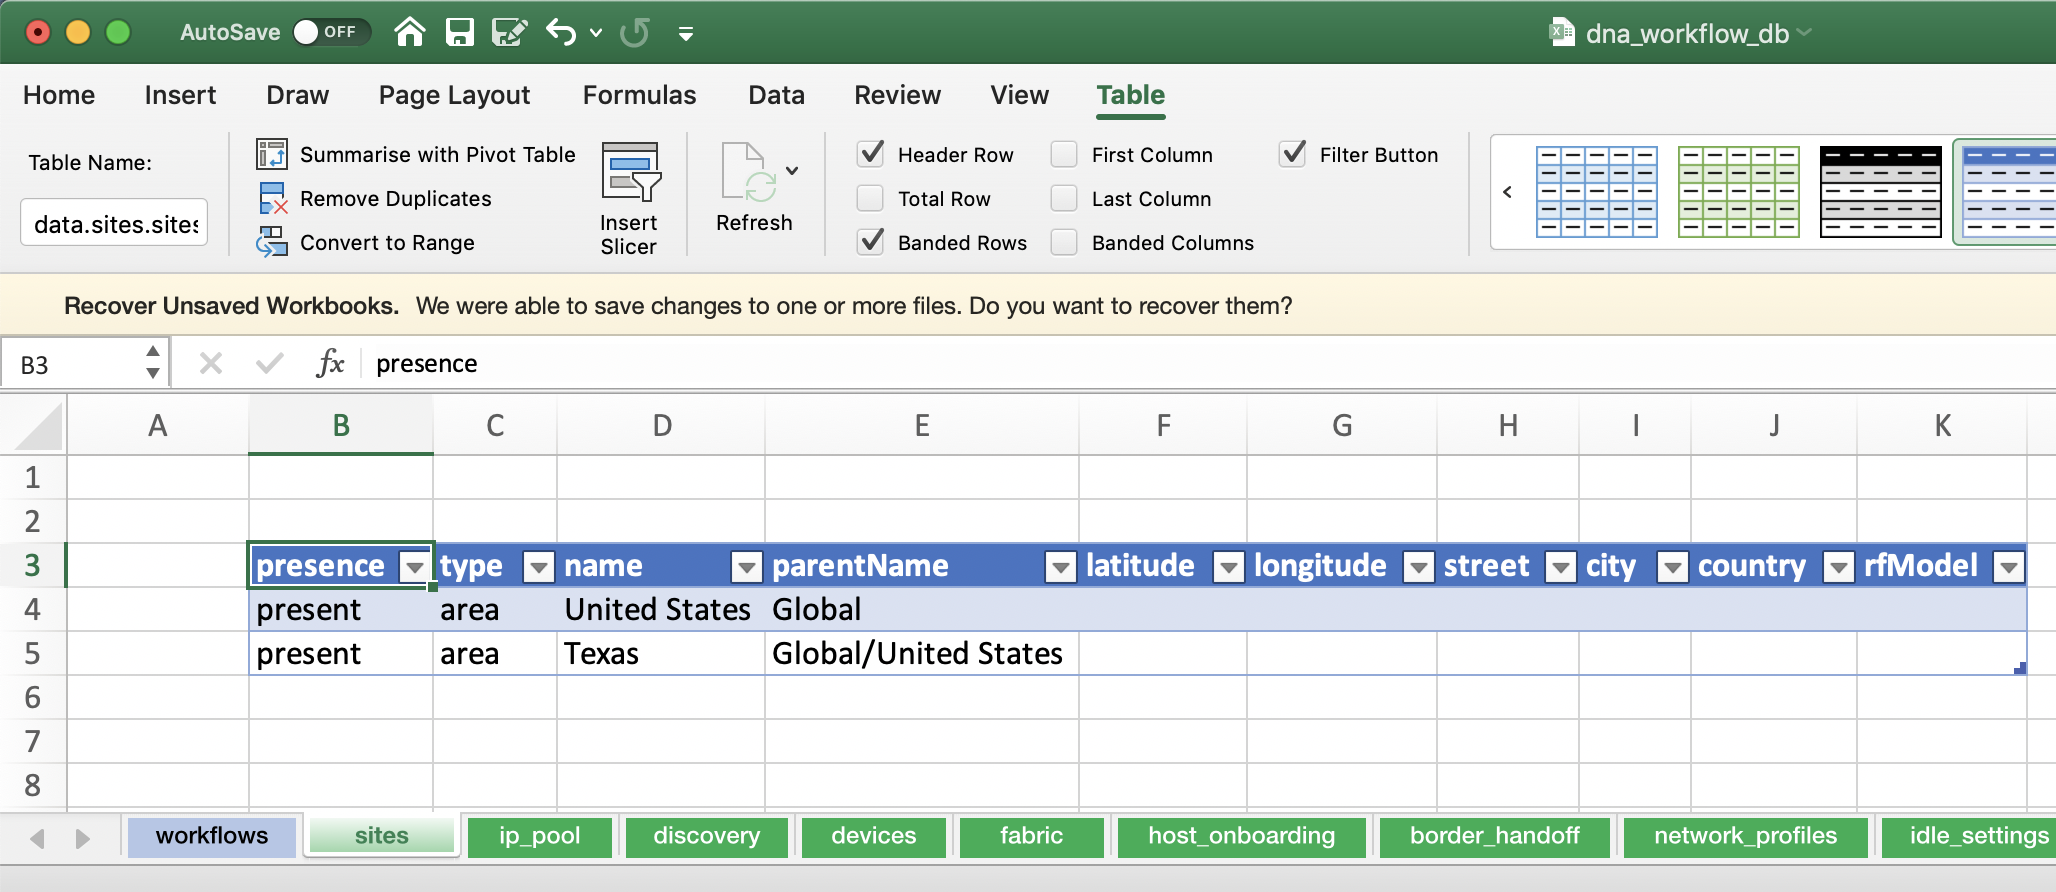 AutoSave OFF dna_workflow_db
Home Insert Draw Page Layout Formulas Data Review View Table
Table Name:
data.sites.sites
Summarise with Pivot Table
Remove Duplicates
Convert to Range
Insert
Slicer
Refresh
Header Row First Column Filter Button
Total Row Last Column
Banded Rows Banded Columns
Recover Unsaved Workbooks. We were able to save changes to one or more files. Do you want to recover them?
B3 fx presence
A B C D E F G H I J K
1
2
3 presence type name parentName latitude longitude street city country rfModel
4 present area United States Global
5 present area Texas Global/United States
6
7
8
workflows sites ip_pool discovery devices fabric host_onboarding border_handoff network_profiles idle_settings